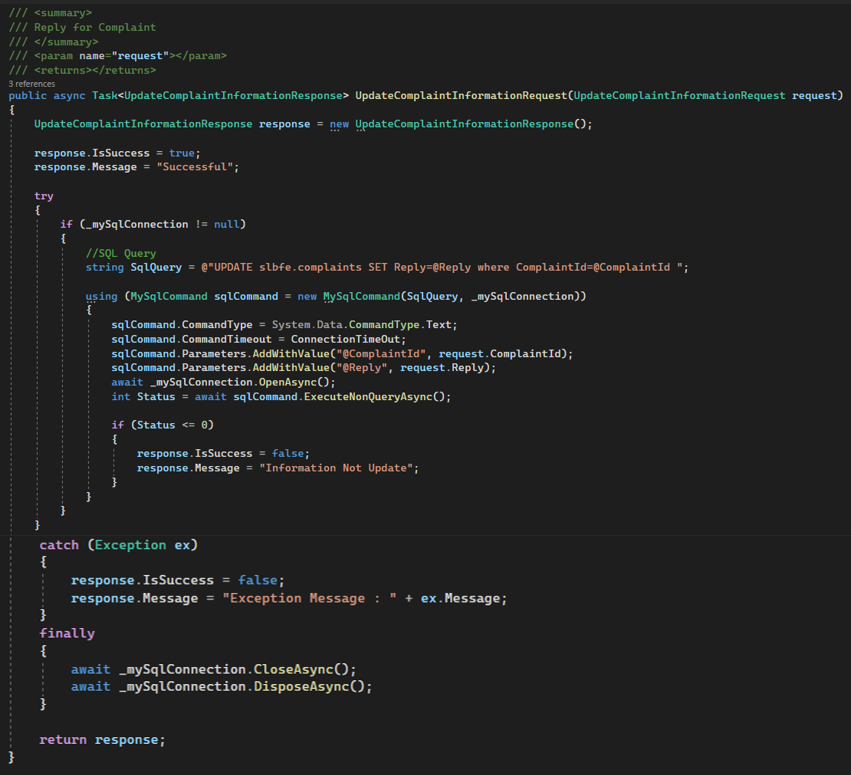 /// <summary>
/// Reply for Complaint
/// </summary>
/// <param name="request"></param>
/// <returns></returns>
3 references
public async Task<UpdateComplaintInformationResponse> UpdateComplaintInformationRequest(UpdateComplaintInformationRequest request)
{
    UpdateComplaintInformationResponse response = new UpdateComplaintInformationResponse();

    response.IsSuccess = true;
    response.Message = "Successful";

    try
    {
        if (_mySqlConnection != null)
        {
            //SQL Query
            string SqlQuery = @"UPDATE slbfe.complaints SET Reply=@Reply where ComplaintId=@ComplaintId ";

            using (MySqlCommand sqlCommand = new MySqlCommand(SqlQuery, _mySqlConnection))
            {
                sqlCommand.CommandType = System.Data.CommandType.Text;
                sqlCommand.CommandTimeout = ConnectionTimeOut;
                sqlCommand.Parameters.AddWithValue("@ComplaintId", request.ComplaintId);
                sqlCommand.Parameters.AddWithValue("@Reply", request.Reply);
                await _mySqlConnection.OpenAsync();
                int Status = await sqlCommand.ExecuteNonQueryAsync();

                if (Status <= 0)
                {
                    response.IsSuccess = false;
                    response.Message = "Information Not Update";
                }
            }
        }
    }
    catch (Exception ex)
    {
        response.IsSuccess = false;
        response.Message = "Exception Message : " + ex.Message;
    }
    finally
    {
        await _mySqlConnection.CloseAsync();
        await _mySqlConnection.DisposeAsync();
    }

    return response;
}